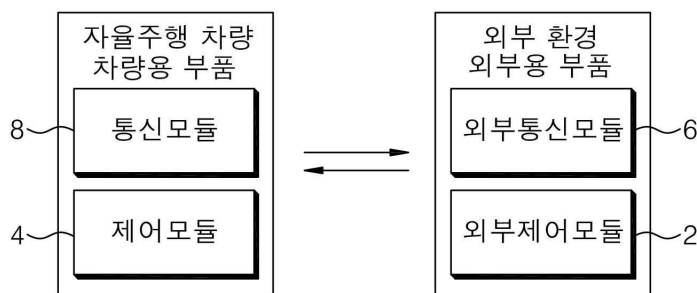 자율주행 차량
차량용 부품
8
통신모듈
4
제어모듈
외부 환경
외부용 부품
외부통신모듈
6
외부제어모듈
2